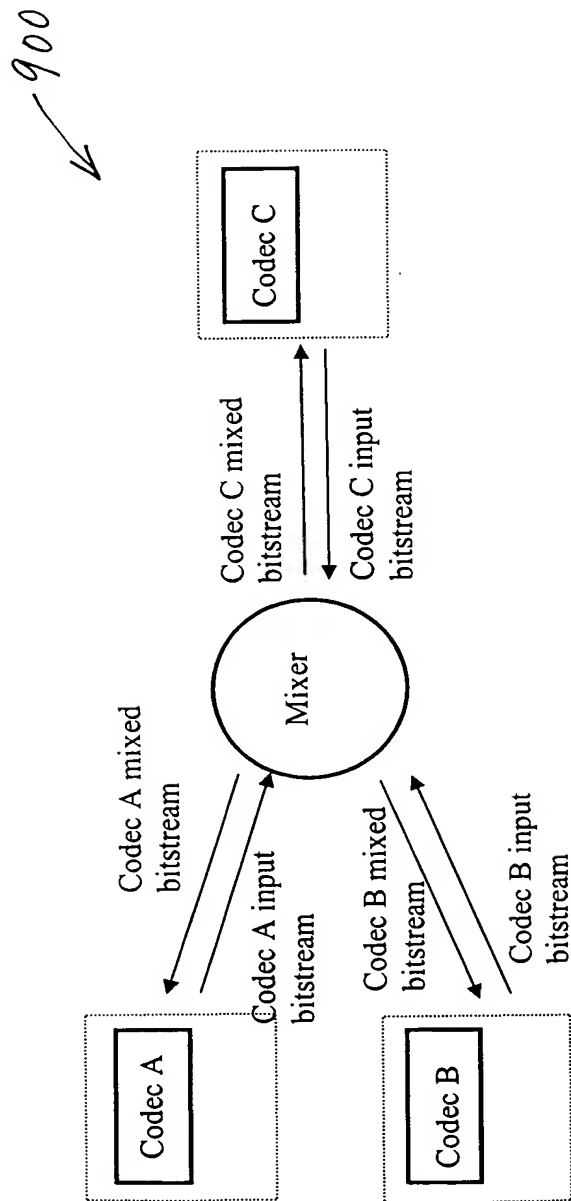 900
Codec A
Codec A mixed
bitstream
Codec A input
bitstream
Codec B
Codec B mixed
bitstream
Codec B input
bitstream
Mixer
Codec C mixed
bitstream
Codec C input
bitstream
Codec C